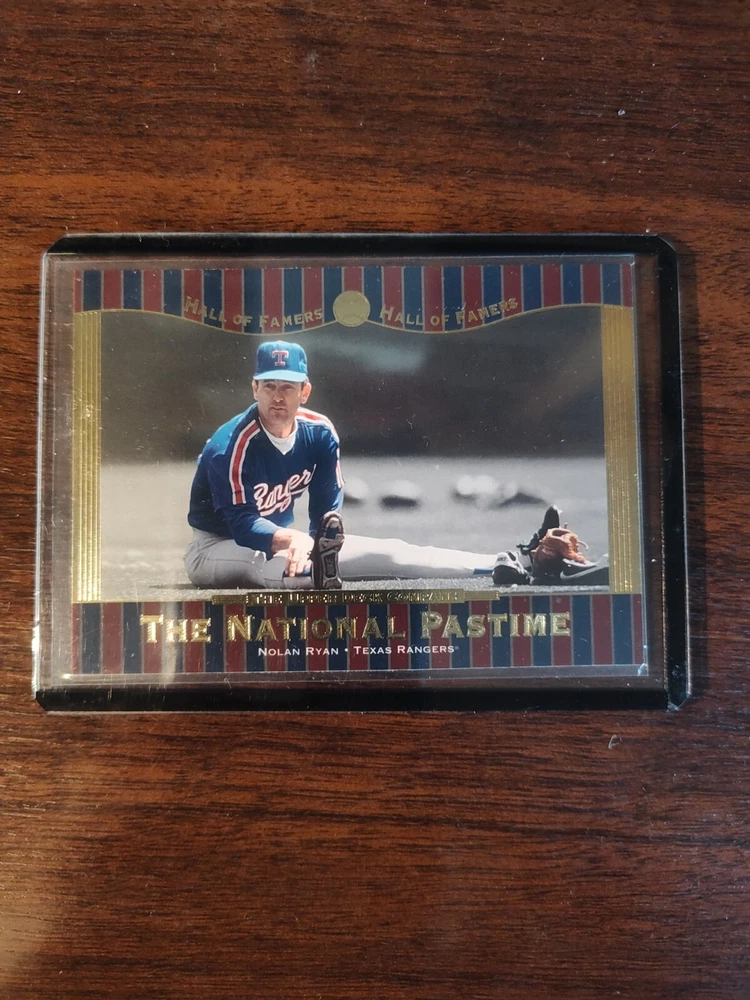 HALL OF FAMERS HALL OF FAMERS
T
Rangers
THE UPPER DECK COMPANY
THE NATIONAL PASTIME
NOLAN RYAN • TEXAS RANGERS